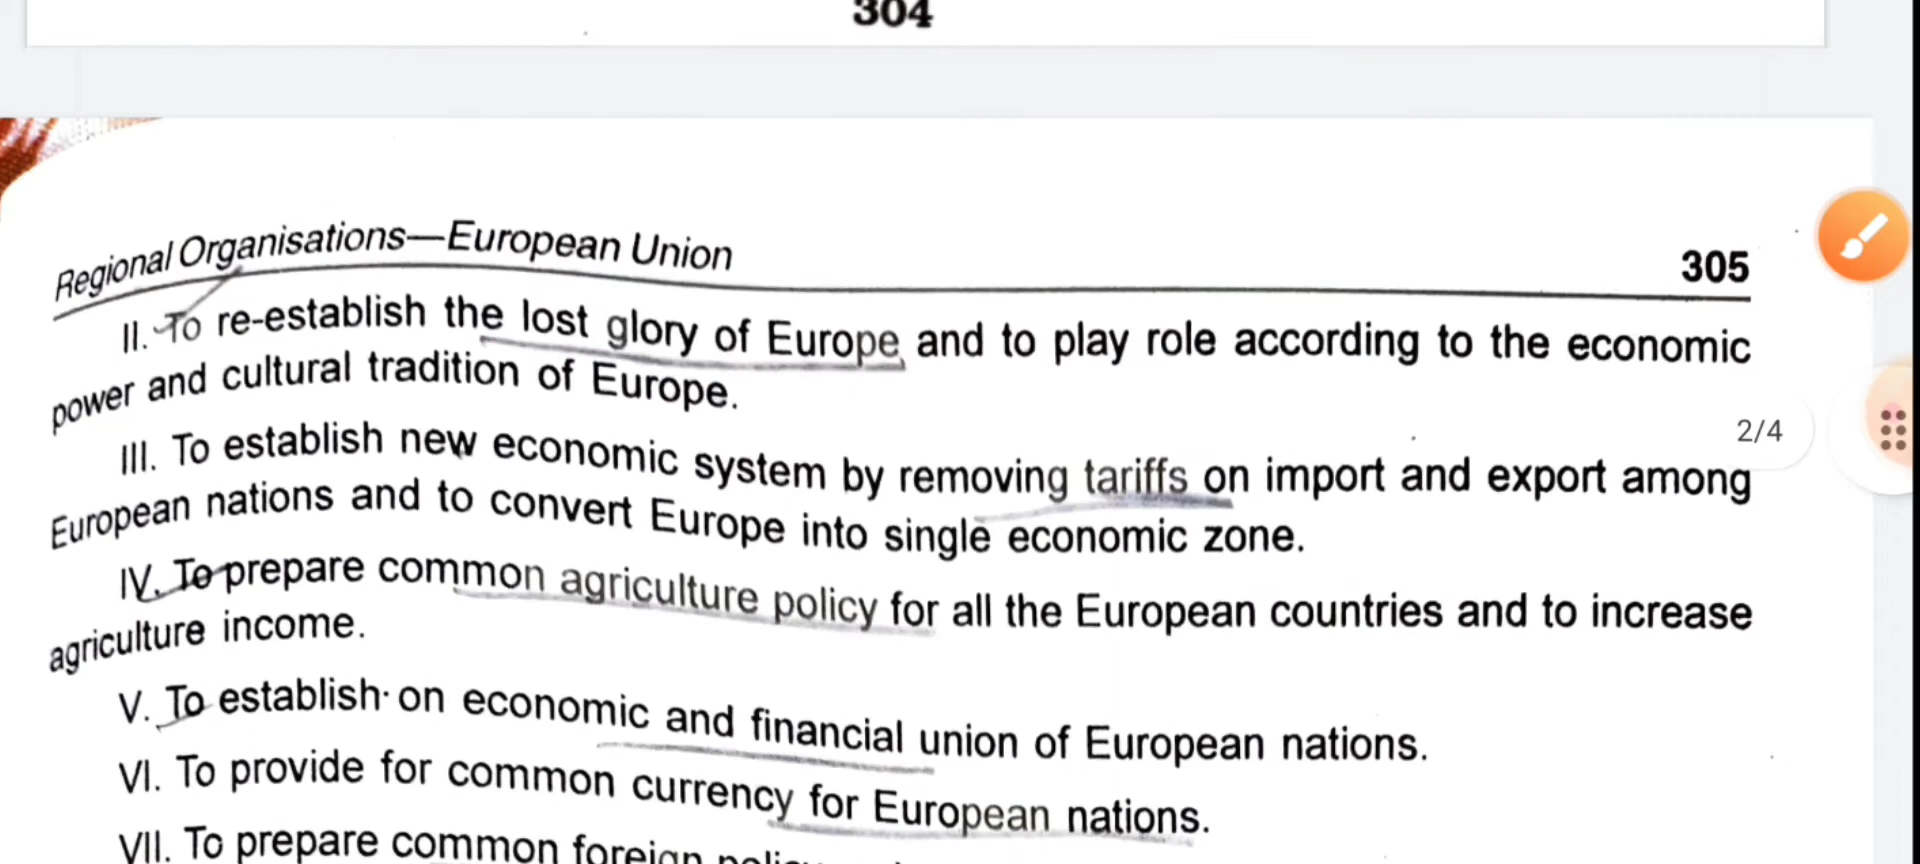 304
Regional Organisations—European Union
305
II. To re-establish the lost glory of Europe and to play role according to the economic
power and cultural tradition of Europe.
2/4
III. To establish new economic system by removing tariffs on import and export among
European nations and to convert Europe into single economic zone.
IV. To prepare common agriculture policy for all the European countries and to increase
agriculture income.
V. To establish on economic and financial union of European nations.
VI. To provide for common currency for European nations.
VII. To prepare common foreign policy